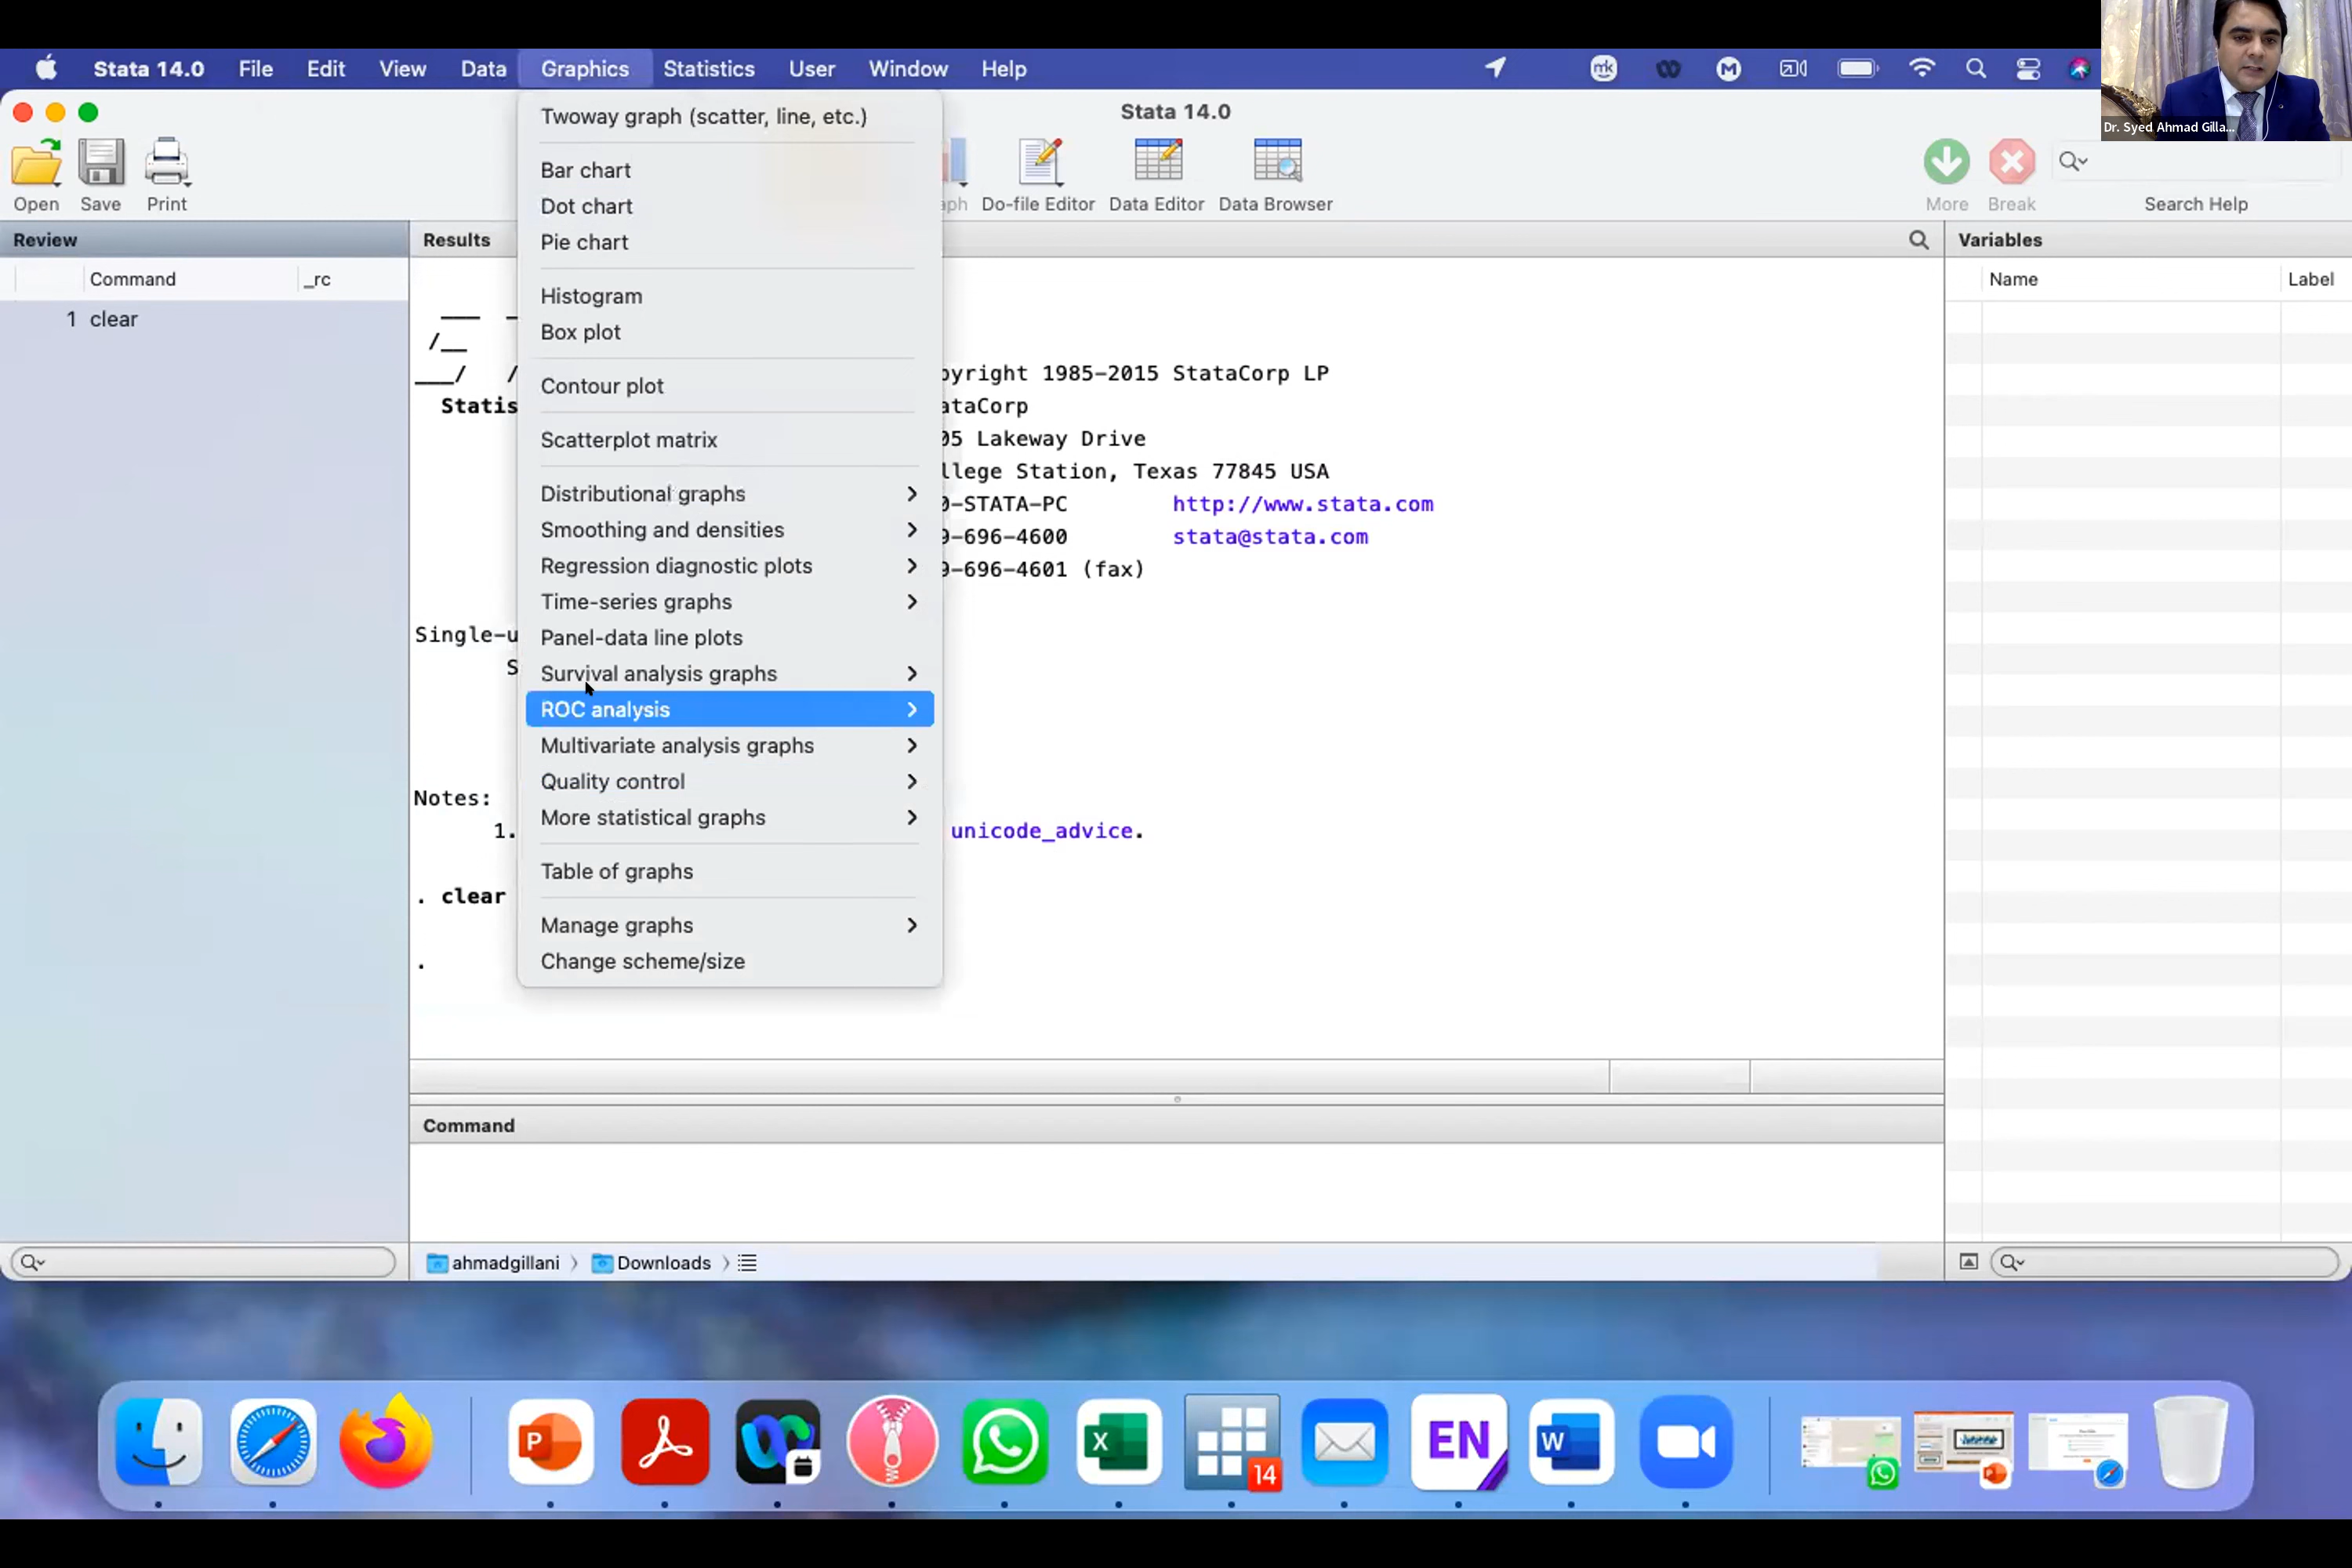 Stata 14.0 File Edit View Data Graphics Statistics User Window Help
Dr. Syed Ahmad Gilla...
Stata 14.0
Open Save Print
Do-file Editor Data Editor Data Browser
More Break Search Help
Review
Command _rc
1 clear
Results
Variables
Name Label
Twoway graph (scatter, line, etc.)
Bar chart
Dot chart
Pie chart
Histogram
Box plot
Contour plot
Scatterplot matrix
Distributional graphs
Smoothing and densities
Regression diagnostic plots
Time-series graphs
Panel-data line plots
Survival analysis graphs
ROC analysis
Multivariate analysis graphs
Quality control
More statistical graphs
Table of graphs
Manage graphs
Change scheme/size
pyright 1985-2015 StataCorp LP
Statis ataCorp
05 Lakeway Drive
llege Station, Texas 77845 USA
0-STATA-PC http://www.stata.com
9-696-4600 stata@stata.com
9-696-4601 (fax)
Single-u
S
Notes:
1. unicode_advice.
. clear
.
Command
ahmadgillani Downloads
P X 14 EN W